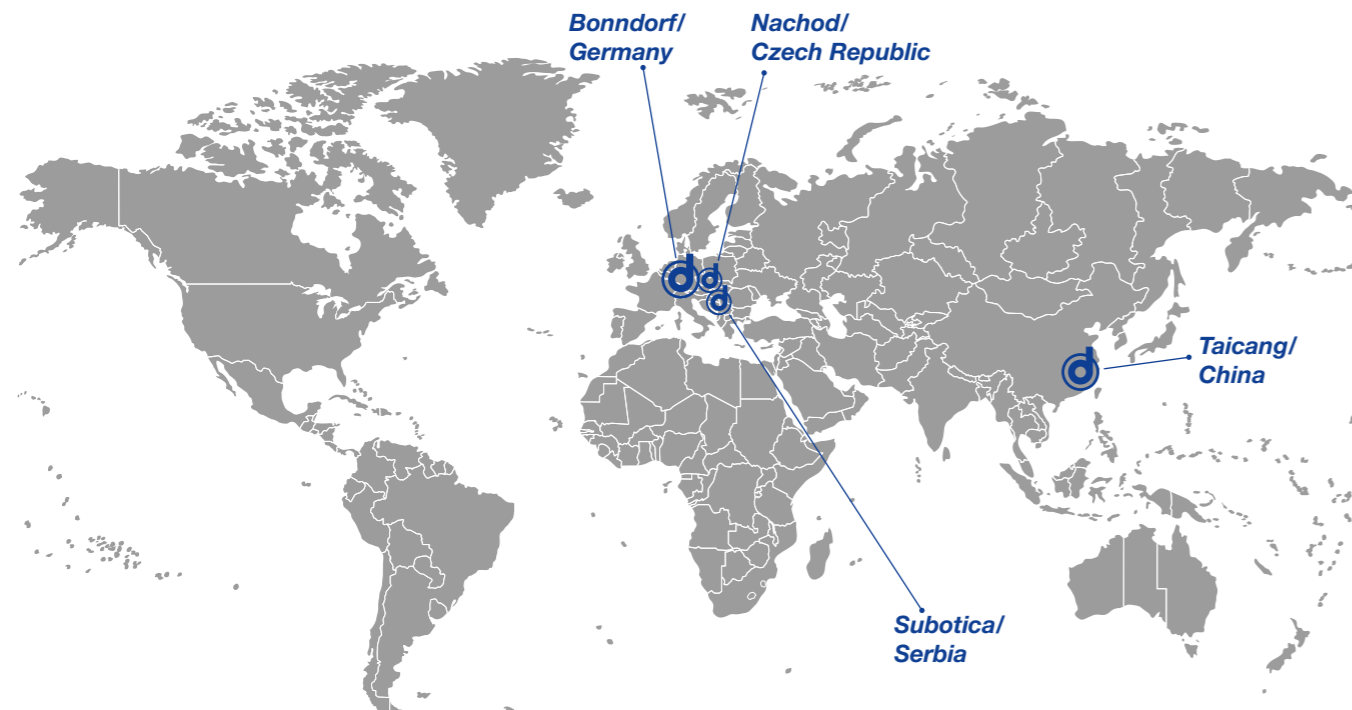 Bonndorf/
Germany
Nachod/
Czech Republic
Taicang/
China
Subotica/
Serbia
d
d
d
d